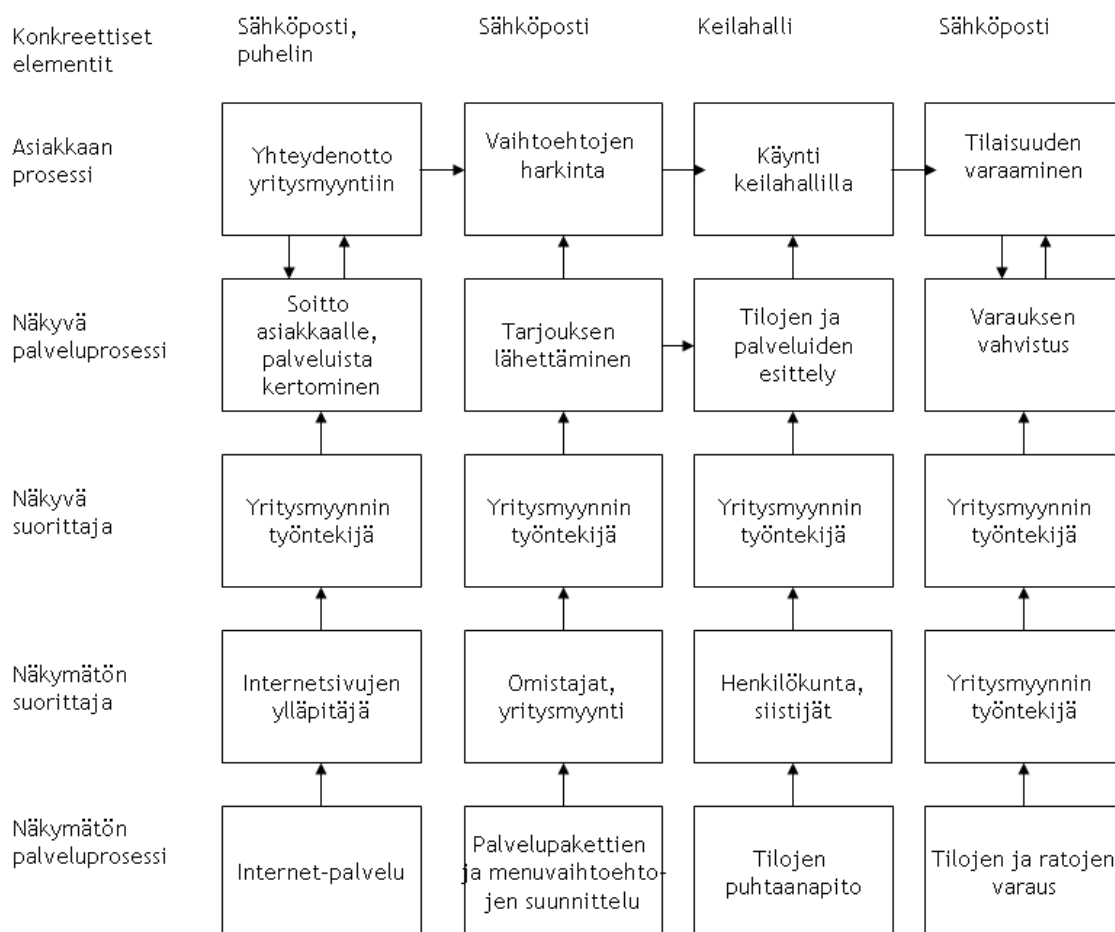 Konkreettiset
elementit
Sähköposti,
puhelin
Sähköposti
Keilahalli
Sähköposti
Asiakkaan
prosessi
Yhteydenotto
yritysmyyntiin
Vaihtoehtojen
harkinta
Käynti
keilahallilla
Tilaisuuden
varaaminen
Näkyvä
palveluprosessi
Soitto
asiakkaalle,
palveluista
kertominen
Tarjouksen
lähettäminen
Tilojen ja
palveluiden
esittely
Varauksen
vahvistus
Näkyvä
suorittaja
Yritysmyynnin
työntekijä
Yritysmyynnin
työntekijä
Yritysmyynnin
työntekijä
Yritysmyynnin
työntekijä
Näkymätön
suorittaja
Internetsivujen
ylläpitäjä
Omistajat,
yritysmyynti
Henkilökunta,
siistijät
Yritysmyynnin
työntekijä
Näkymätön
palveluprosessi
Internet-palvelu
Palvelupakettien
ja menuvaihtoehto-
jen suunnittelu
Tilojen
puhtaanapito
Tilojen ja ratojen
varaus